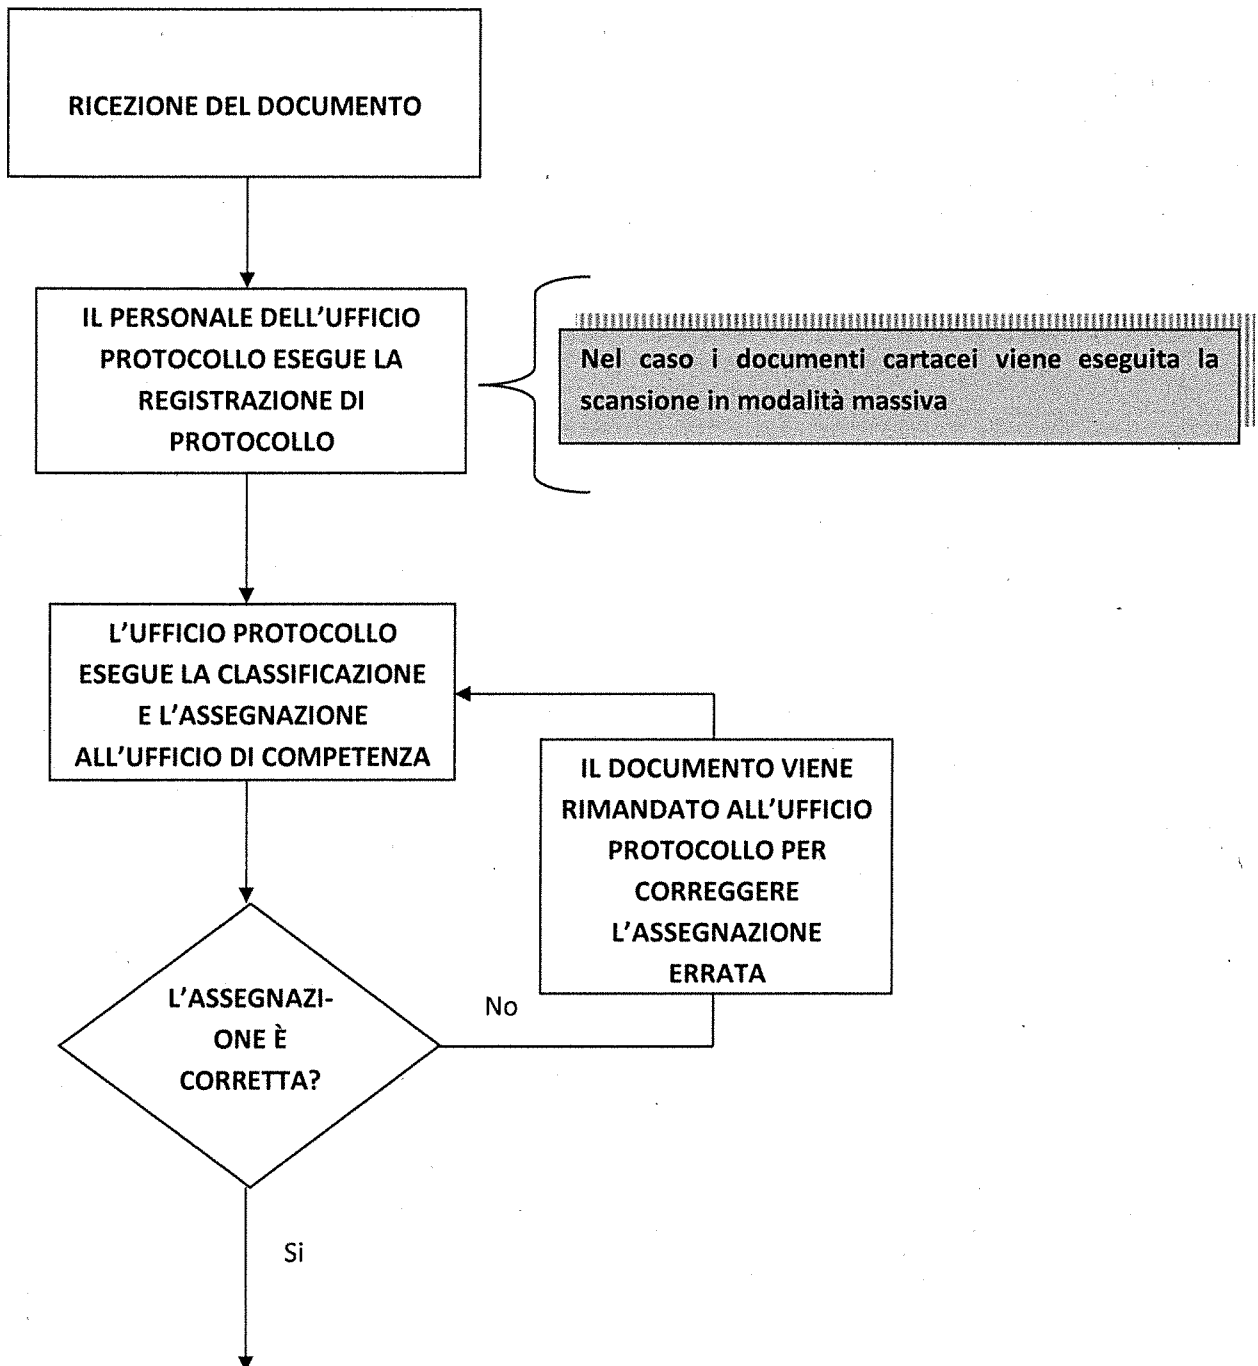 RICEZIONE DEL DOCUMENTO
IL PERSONALE DELL'UFFICIO
PROTOCOLLO ESEGUE LA
REGISTRAZIONE DI
PROTOCOLLO
Nel caso i documenti cartacei viene eseguita la
scansione in modalità massiva
L'UFFICIO PROTOCOLLO
ESEGUE LA CLASSIFICAZIONE
E L'ASSEGNAZIONE
ALL'UFFICIO DI COMPETENZA
IL DOCUMENTO VIENE
RIMANDATO ALL'UFFICIO
PROTOCOLLO PER
CORREGGERE
L'ASSEGNAZIONE
ERRATA
L'ASSEGNAZI-
ONE È
CORRETTA?
No
Si